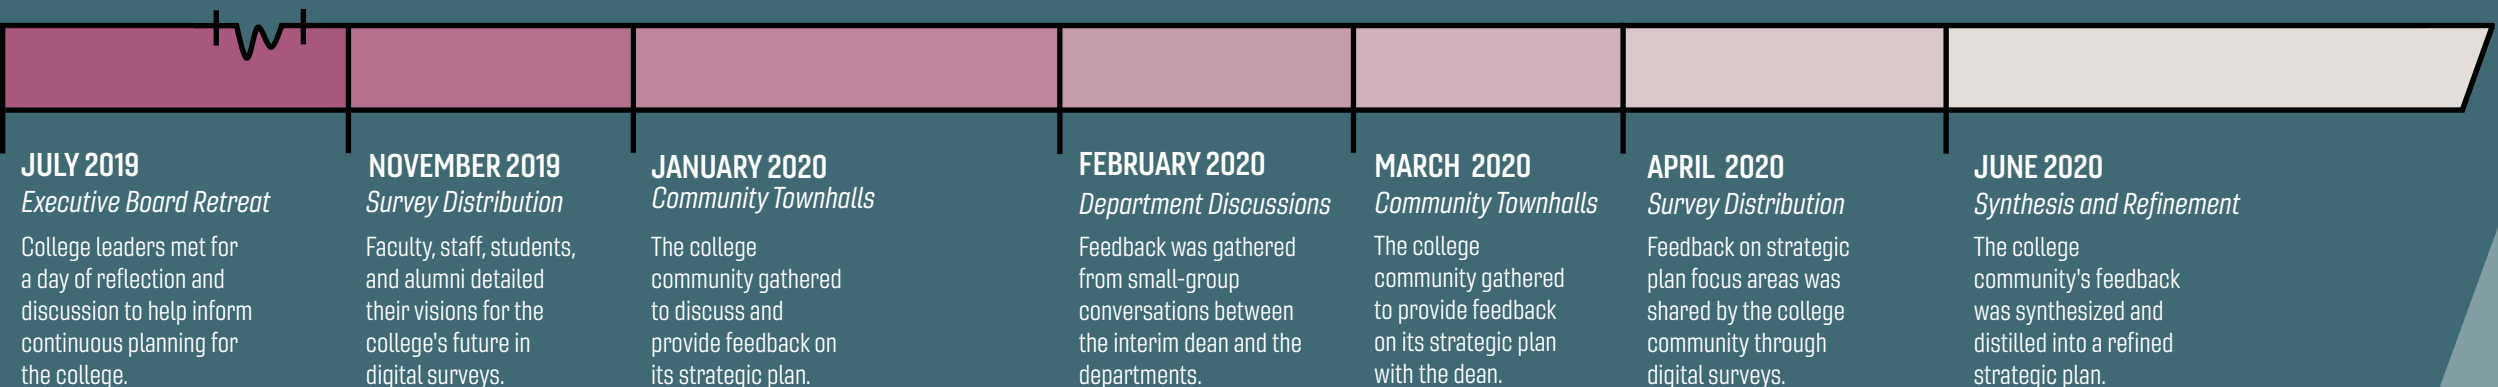 JULY 2019
Executive Board Retreat
College leaders met for
a day of reflection and
discussion to help inform
continuous planning for
the college.
NOVEMBER 2019
Survey Distribution
Faculty, staff, students,
and alumni detailed
their visions for the
college's future in
digital surveys.
JANUARY 2020
Community Townhalls
The college
community gathered
to discuss and
provide feedback on
its strategic plan.
FEBRUARY 2020
Department Discussions
Feedback was gathered
from small-group
conversations between
the interim dean and the
departments.
MARCH 2020
Community Townhalls
The college
community gathered
to provide feedback
on its strategic plan
with the dean.
APRIL 2020
Survey Distribution
Feedback on strategic
plan focus areas was
shared by the college
community through
digital surveys.
JUNE 2020
Synthesis and Refinement
The college
community's feedback
was synthesized and
distilled into a refined
strategic plan.